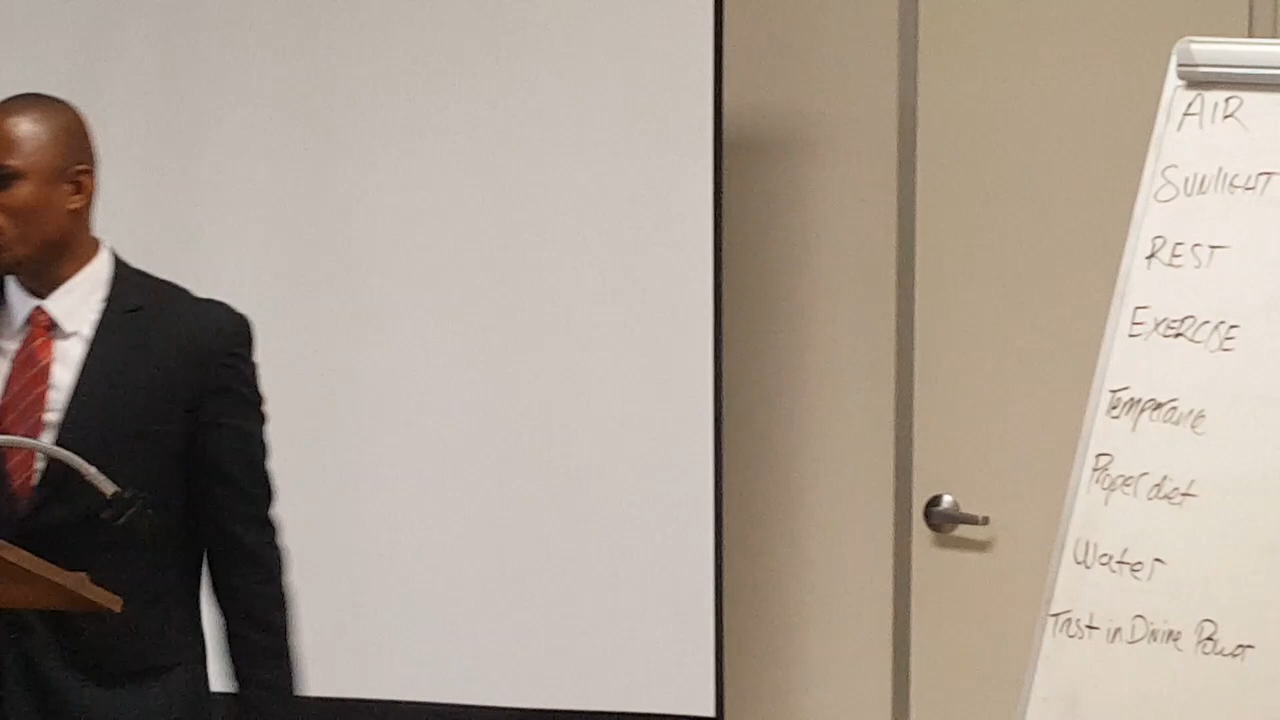 AIR
SUNlIGHT
REST
EXERCISE
Temperance
Proper diet
Water
Trust in Divine Power